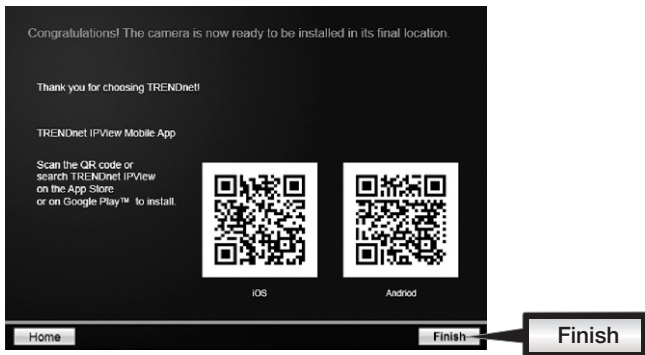 Congratulations! The camera is now ready to be installed in its final location.
Thank you for choosing TRENDnet!
TRENDnet IPView Mobile App
Scan the QR code or
search TRENDnet IPView
on the App Store
or on Google Play™ to install.
iOS
Andriod
Home
Finish
Finish